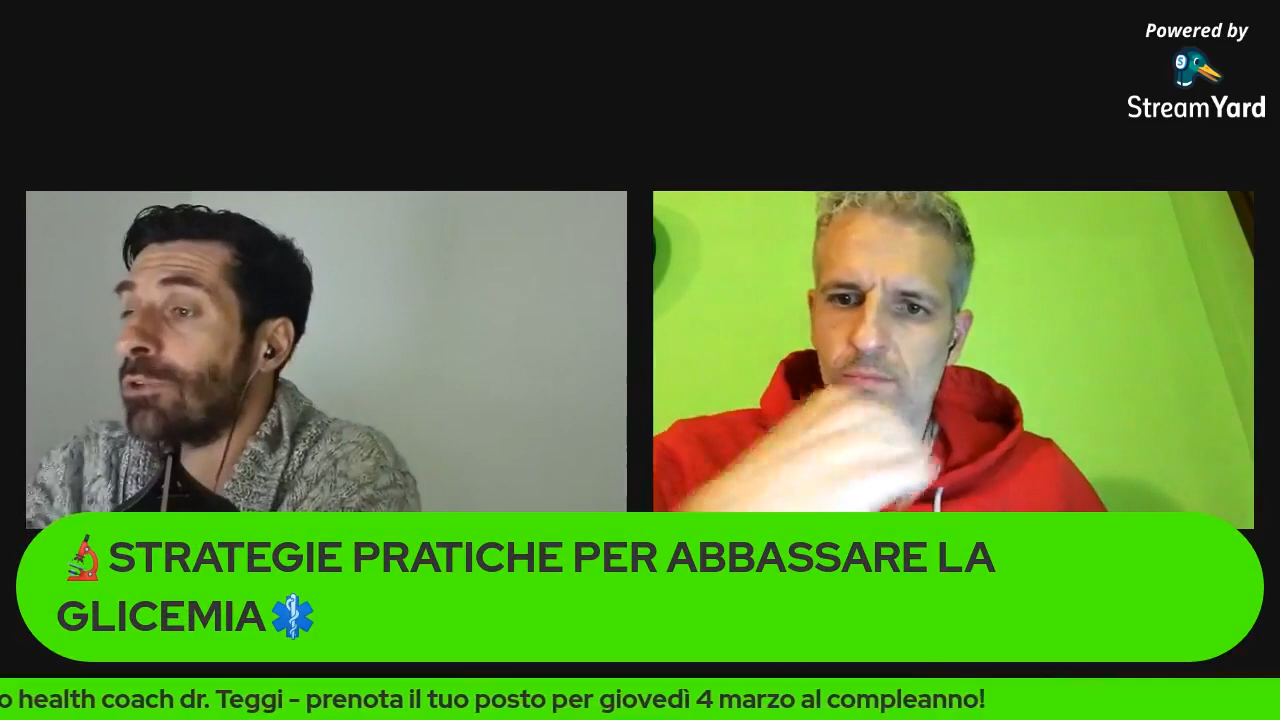 Powered by
StreamYard
STRATEGIE PRATICHE PER ABBASSARE LA
GLICEMIA
o health coach dr. Teggi - prenota il tuo posto per giovedì 4 marzo al compleanno!